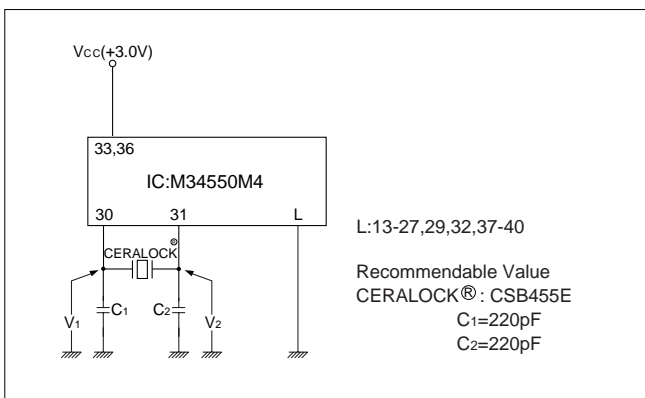 Vcc(+3.0V)
33,36
IC:M34550M4
30 31 L
CERALOCK®
C1 C2
V1 V2
L:13-27,29,32,37-40
Recommendable Value
CERALOCK® : CSB455E
C1=220pF
C2=220pF